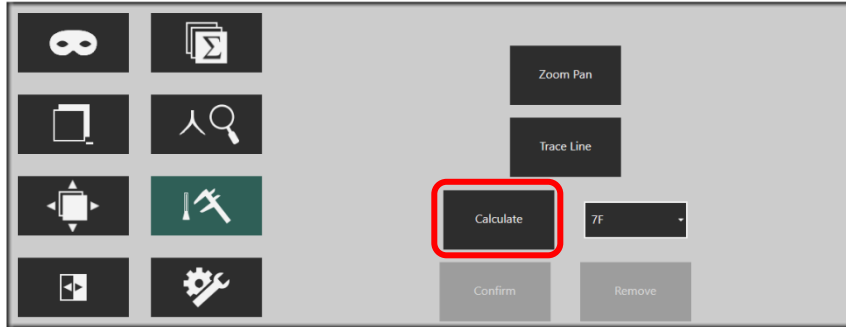 Zoom Pan
Trace Line
Calculate
7F
Confirm
Remove